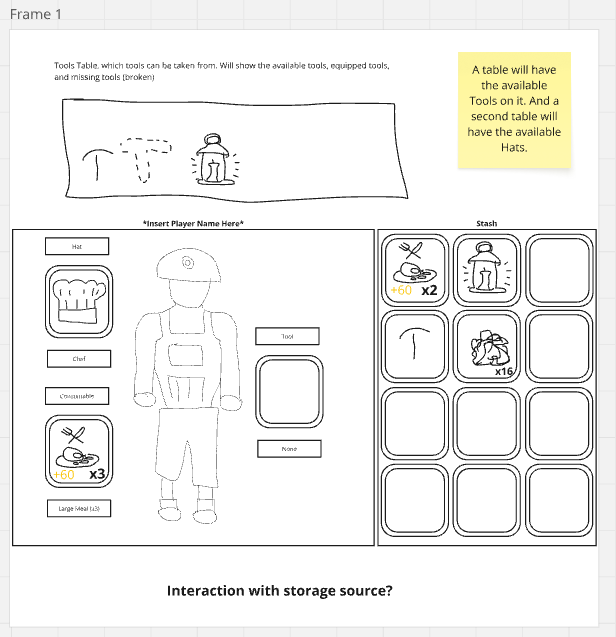 Frame 1
Tools Table, which tools can be taken from. Will show the available tools, equipped tools,
and missing tools (broken)
A table will have
the available
Tools on it. And a
second table will
have the available
Hats.
*Insert Player Name Here*
Stash
Hat
Chef
Consumable
+60 x3
Large Meal (x3)
Tool
None
+60 x2
x16
Interaction with storage source?